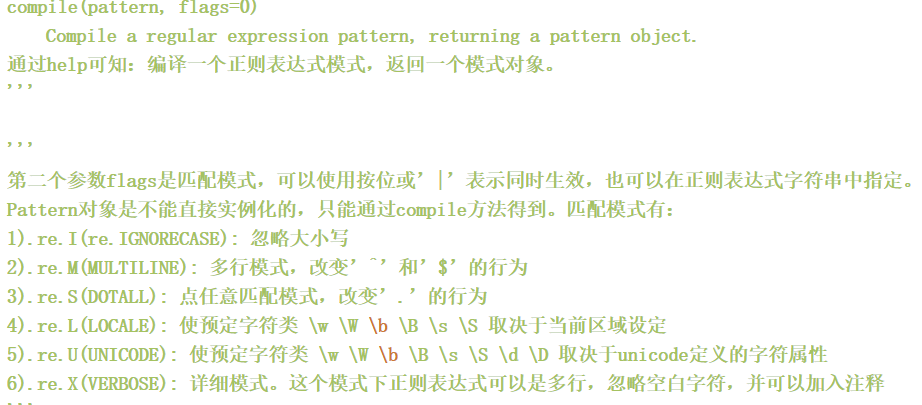 compile(pattern, flags=0)
Compile a regular expression pattern, returning a pattern object.
通过help可知：编译一个正则表达式模式，返回一个模式对象。
'''
'''
第二个参数flags是匹配模式，可以使用按位或’|’表示同时生效，也可以在正则表达式字符串中指定。
Pattern对象是不能直接实例化的，只能通过compile方法得到。匹配模式有：
1).re.I(re.IGNORECASE): 忽略大小写
2).re.M(MULTILINE): 多行模式，改变’^’和’$’的行为
3).re.S(DOTALL): 点任意匹配模式，改变’.’的行为
4).re.L(LOCALE): 使预定字符类 \w \W \b \B \s \S 取决于当前区域设定
5).re.U(UNICODE): 使预定字符类 \w \W \b \B \s \S \d \D 取决于unicode定义的字符属性
6).re.X(VERBOSE): 详细模式。这个模式下正则表达式可以是多行，忽略空白字符，并可以加入注释
'''